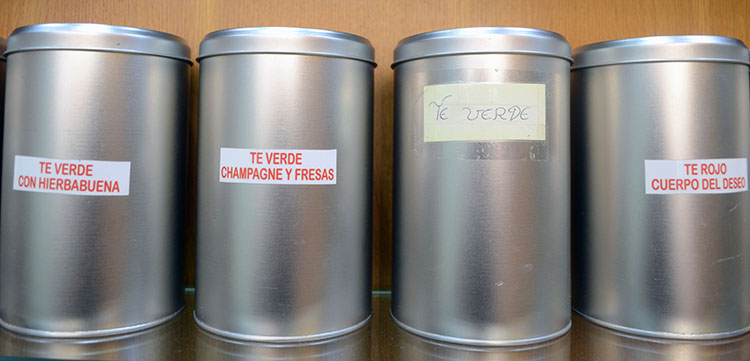 TE VERDE
CON HIERBABUENA
TE VERDE
CHAMPAGNE Y FRESAS
TE VERDE
TE ROJO
CUERPO DEL DESEO